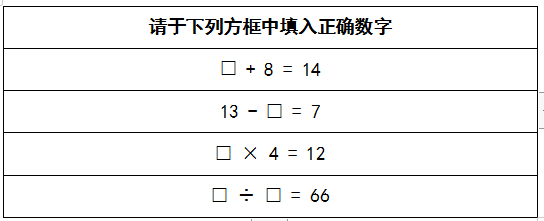 请于下列方框中填入正确数字
□ + 8 = 14
13 - □ = 7
□ × 4 = 12
□ ÷ □ = 66